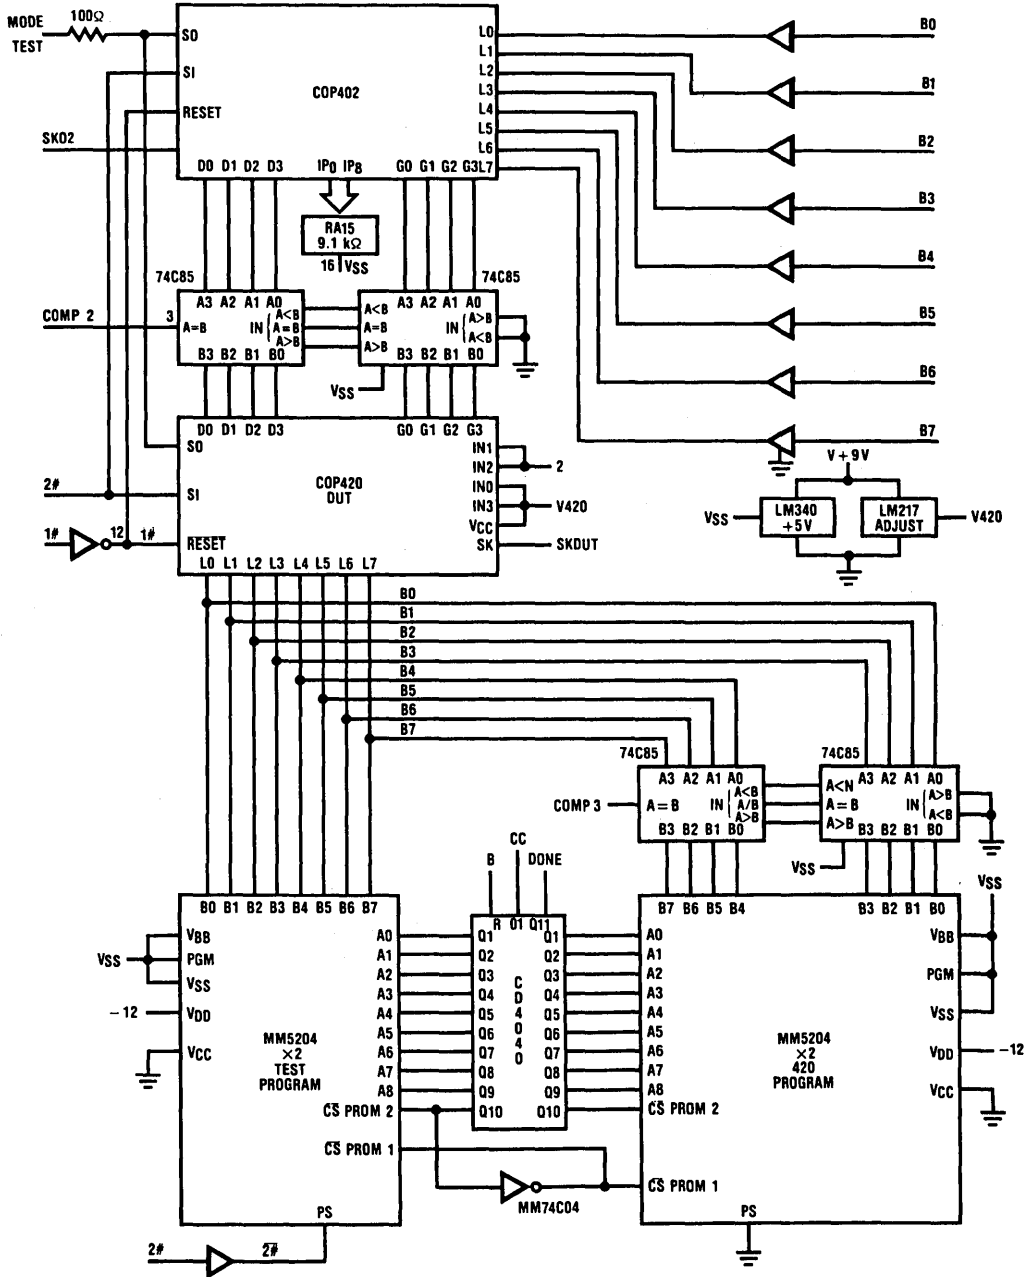 MODE
TEST
100Ω
SO
SI
RESET
SKO2
COP402
L0
L1
L2
L3
L4
L5
L6
L7
D0 D1 D2 D3
IP0 IP8
G0 G1 G2 G3
B0
B1
B2
B3
B4
B5
B6
B7
RA15
9.1 kΩ
16 VSS
74C85
74C85
COMP 2
3
A3 A2 A1 A0
A=B
IN
A<B
A=B
A>B
B3 B2 B1 B0
A3 A2 A1 A0
A<B
A=B
A>B
IN
A>B
A<B
B3 B2 B1 B0
VSS
D0 D1 D2 D3
G0 G1 G2 G3
SO
SI
RESET
COP420
DUT
IN1
IN2
IN0
IN3
VCC
SK
2
V420
SKDUT
2#
1#
12
1#
L0 L1 L2 L3 L4 L5 L6 L7
V+9V
VSS
LM340
+5V
LM217
ADJUST
V420
B0
B1
B2
B3
B4
B5
B6
B7
74C85
74C85
COMP 3
A3 A2 A1 A0
A=B
IN
A<B
A/B
A>B
B3 B2 B1 B0
A3 A2 A1 A0
A<N
A=B
A>B
IN
A>B
A<B
B3 B2 B1 B0
VSS
VSS
B0 B1 B2 B3 B4 B5 B6 B7
VSS
VBB
PGM
VSS
-12
VDD
VCC
MM5204
×2
TEST
PROGRAM
A0
A1
A2
A3
A4
A5
A6
A7
A8
CS PROM 2
CS PROM 1
PS
2#
2#
B
CC
DONE
R Q1 Q11
Q1
Q2
Q3
Q4
Q5
Q6
Q7
Q8
Q9
Q10
CD4040
Q1
Q2
Q3
Q4
Q5
Q6
Q7
Q8
Q9
Q10
MM74C04
B7 B6 B5 B4
B3 B2 B1 B0
A0
A1
A2
A3
A4
A5
A6
A7
A8
CS PROM 2
CS PROM 1
MM5204
×2
420
PROGRAM
VBB
PGM
VSS
VDD
-12
VCC
PS